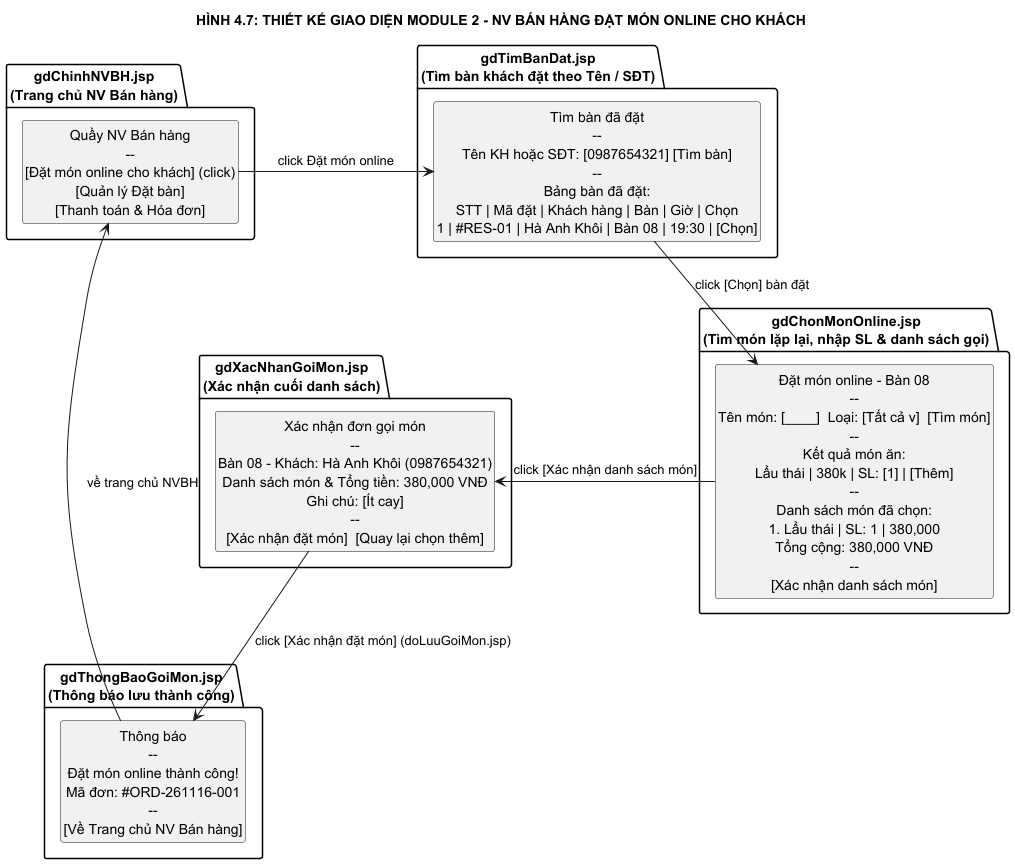 HÌNH 4.7: THIẾT KẾ GIAO DIỆN MODULE 2 - NV BÁN HÀNG ĐẶT MÓN ONLINE CHO KHÁCH
gdChinhNVBH.jsp
(Trang chủ NV Bán hàng)
Quầy NV Bán hàng
--
[Đặt món online cho khách] (click)
[Quản lý Đặt bàn]
[Thanh toán & Hóa đơn]
click Đặt món online
gdTimBanDat.jsp
(Tìm bàn khách đặt theo Tên / SĐT)
Tìm bàn đã đặt
--
Tên KH hoặc SĐT: [0987654321] [Tìm bàn]
--
Bảng bàn đã đặt:
STT | Mã đặt | Khách hàng | Bàn | Giờ | Chọn
1 | #RES-01 | Hà Anh Khôi | Bàn 08 | 19:30 | [Chọn]
click [Chọn] bàn đặt
gdChonMonOnline.jsp
(Tìm món lặp lại, nhập SL & danh sách gọi)
Đặt món online - Bàn 08
--
Tên món: [____]  Loại: [Tất cả v]  [Tìm món]
--
Kết quả món ăn:
Lẩu thái | 380k | SL: [1] | [Thêm]
--
Danh sách món đã chọn:
1. Lẩu thái | SL: 1 | 380,000
Tổng cộng: 380,000 VNĐ
--
[Xác nhận danh sách món]
click [Xác nhận danh sách món]
gdXacNhanGoiMon.jsp
(Xác nhận cuối danh sách)
Xác nhận đơn gọi món
--
Bàn 08 - Khách: Hà Anh Khôi (0987654321)
Danh sách món & Tổng tiền: 380,000 VNĐ
Ghi chú: [Ít cay]
--
[Xác nhận đặt món]  [Quay lại chọn thêm]
về trang chủ NVBH
click [Xác nhận đặt món] (doLuuGoiMon.jsp)
gdThongBaoGoiMon.jsp
(Thông báo lưu thành công)
Thông báo
--
Đặt món online thành công!
Mã đơn: #ORD-261116-001
--
[Về Trang chủ NV Bán hàng]